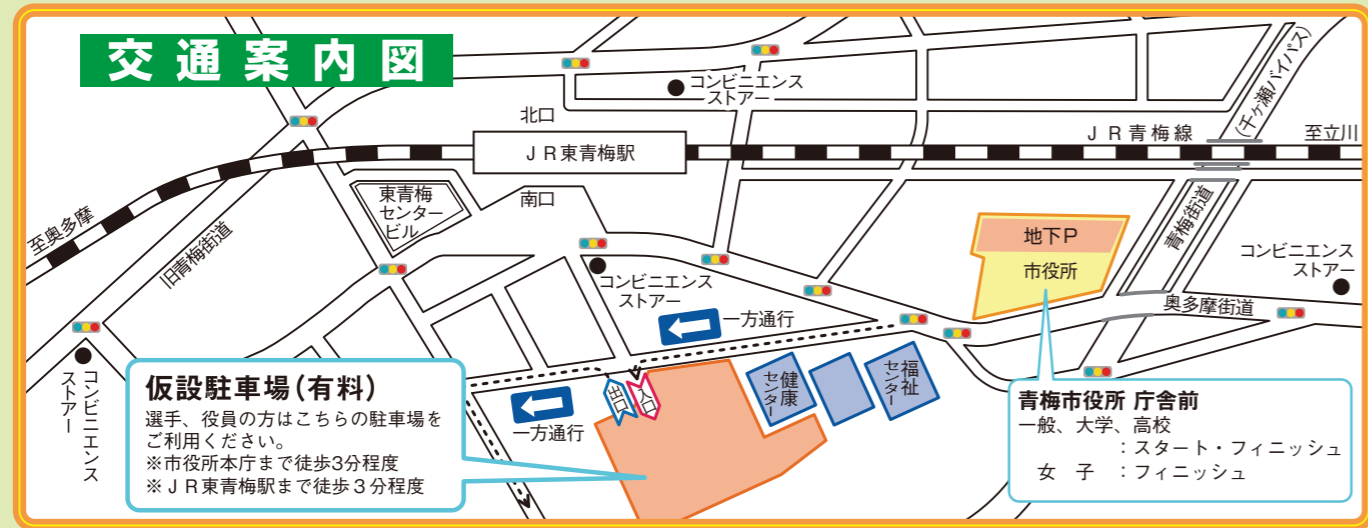 交通案内図
コンビニエンス
ストアー
(千ヶ瀬バイパス)
北口
JR青梅線
至立川
JR東青梅駅
東青梅
センター
ビル
南口
至奥多摩
旧青梅街道
地下P
市役所
青梅街道
コンビニエンス
ストアー
コンビニエンス
ストアー
奥多摩街道
一方通行
コンビニエンス
ストアー
仮設駐車場(有料)
選手、役員の方はこちらの駐車場を
ご利用ください。
※市役所本庁まで徒歩3分程度
※JR東青梅駅まで徒歩3分程度
一方通行
出口
入口
健康
センター
福祉
センター
青梅市役所 庁舎前
一般、大学、高校
：スタート・フィニッシュ
女 子 ：フィニッシュ